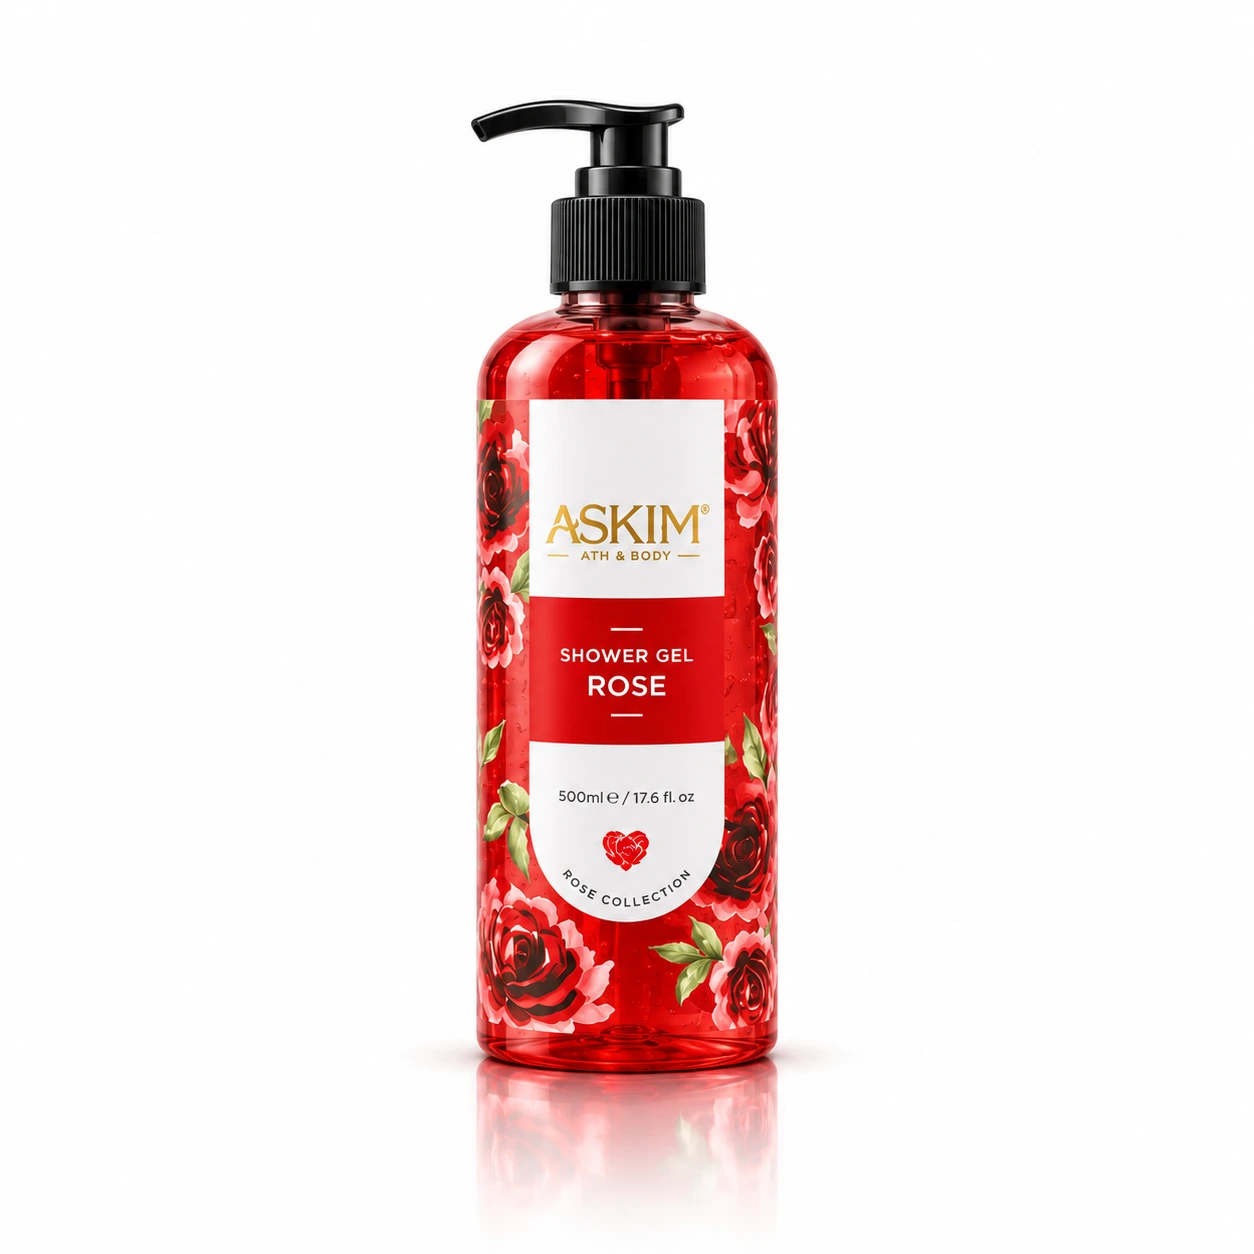 ASKIM®
ATH & BODY
SHOWER GEL
ROSE
500ml ℮ / 17.6 fl. oz
ROSE COLLECTION